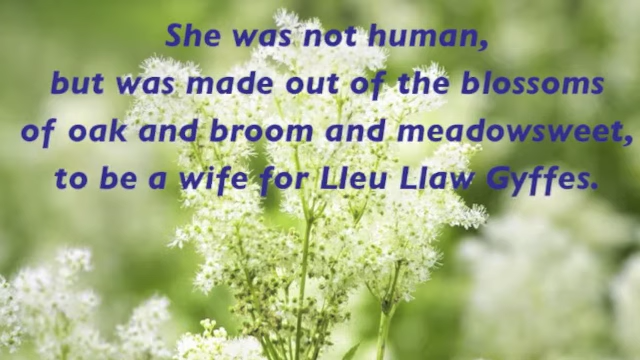 She was not human,
but was made out of the blossoms
of oak and broom and meadowsweet,
to be a wife for Lleu Llaw Gyffes.